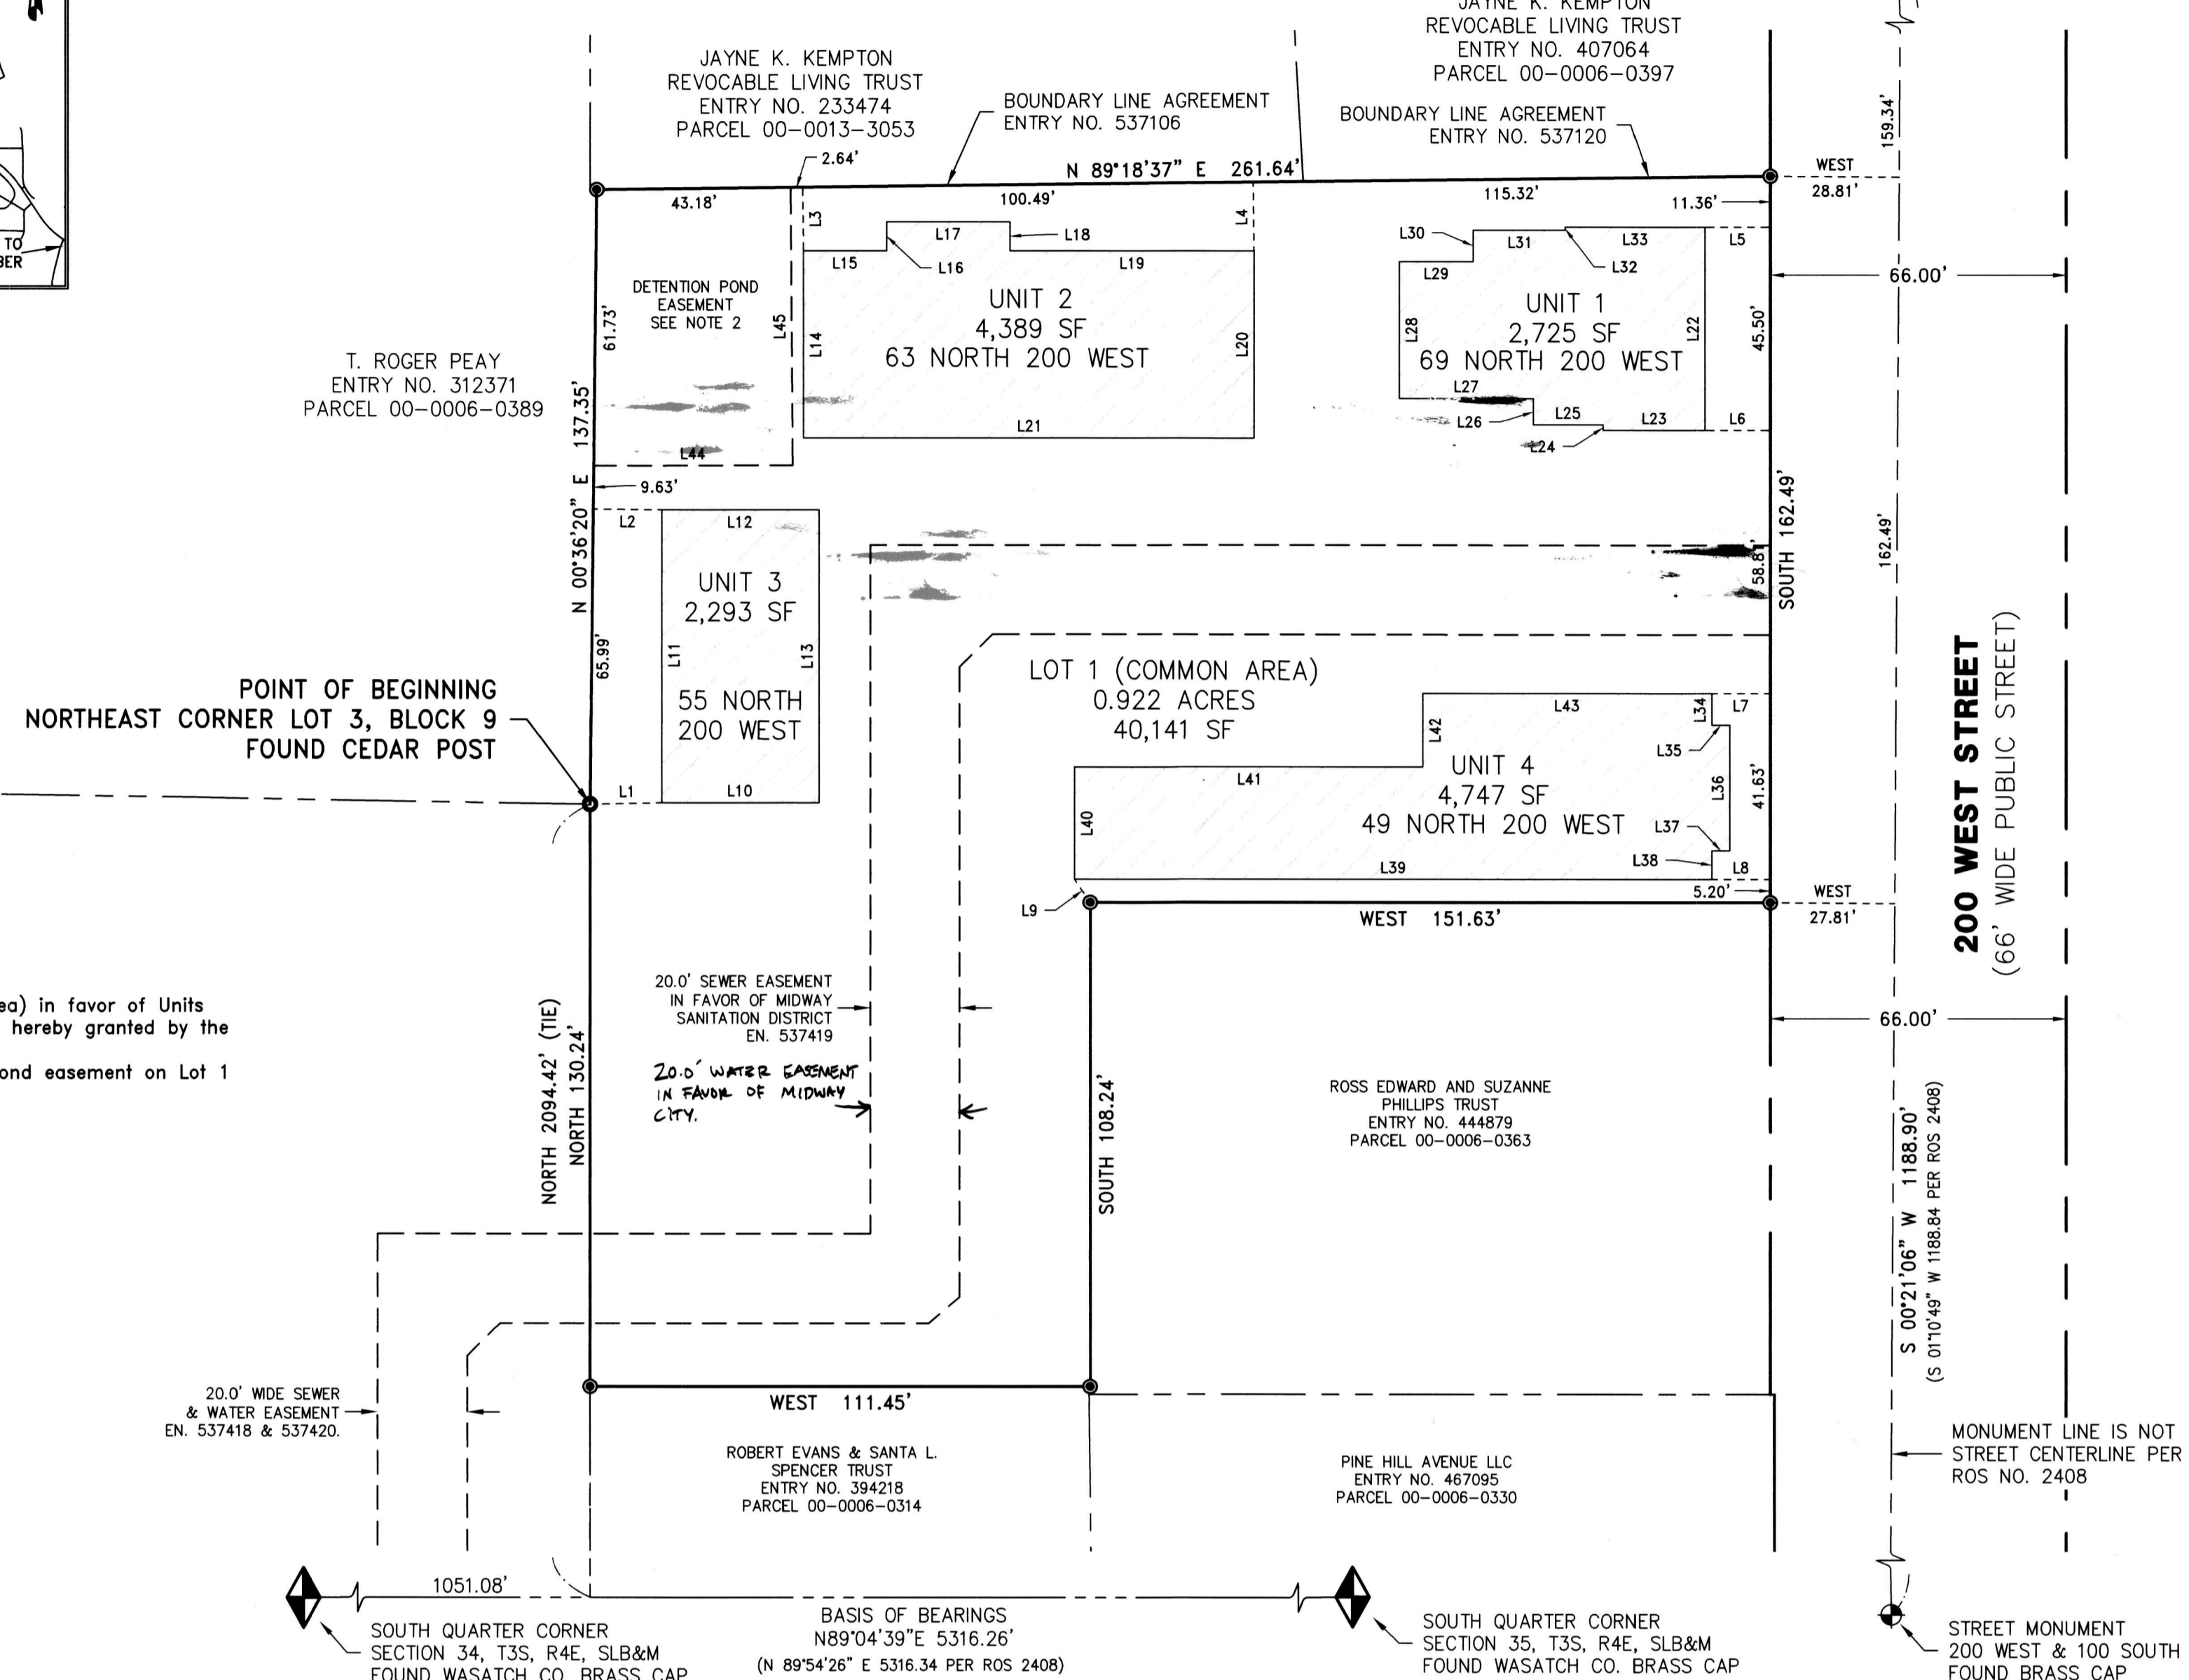 TO
BER
JAYNE K. KEMPTON
REVOCABLE LIVING TRUST
ENTRY NO. 233474
PARCEL 00-0013-3053
BOUNDARY LINE AGREEMENT
ENTRY NO. 537106
JAYNE K. KEMPTON
REVOCABLE LIVING TRUST
ENTRY NO. 407064
PARCEL 00-0006-0397
BOUNDARY LINE AGREEMENT
ENTRY NO. 537120
159.34'
2.64'
N 89°18'37" E 261.64'
WEST
28.81'
43.18'
100.49'
115.32'
11.36'
L3
L4
L17
L18
L15
L16
L19
L30
L31
L33
L5
L32
L29
66.00'
DETENTION POND
EASEMENT
SEE NOTE 2
61.73'
L45
L14
UNIT 2
4,389 SF
63 NORTH 200 WEST
L20
L21
L28
UNIT 1
2,725 SF
69 NORTH 200 WEST
L22
45.50'
L27
L26
L25
L23
L24
L6
T. ROGER PEAY
ENTRY NO. 312371
PARCEL 00-0006-0389
N 00°36'20" E 137.35'
L44
9.63'
L2
L12
UNIT 3
2,293 SF
L11
L13
55 NORTH
200 WEST
65.99'
L1
L10
58.81'
SOUTH 162.49'
162.49'
POINT OF BEGINNING
NORTHEAST CORNER LOT 3, BLOCK 9
FOUND CEDAR POST
LOT 1 (COMMON AREA)
0.922 ACRES
40,141 SF
L43
L34
L7
L42
L35
L41
UNIT 4
4,747 SF
49 NORTH 200 WEST
L36
41.63'
L37
L40
L38
L39
L8
5.20'
L9
WEST 151.63'
WEST
27.81'
200 WEST STREET
(66' WIDE PUBLIC STREET)
ea) in favor of Units
hereby granted by the
ond easement on Lot 1
20.0' SEWER EASEMENT
IN FAVOR OF MIDWAY
SANITATION DISTRICT
EN. 537419
20.0' WATER EASEMENT
IN FAVOR OF MIDWAY
CITY.
NORTH 2094.42' (TIE)
NORTH 130.24'
SOUTH 108.24'
66.00'
ROSS EDWARD AND SUZANNE
PHILLIPS TRUST
ENTRY NO. 444879
PARCEL 00-0006-0363
S 00°21'06" W 1188.90'
(S 01°10'49" W 1188.84 PER ROS 2408)
20.0' WIDE SEWER
& WATER EASEMENT
EN. 537418 & 537420.
WEST 111.45'
ROBERT EVANS & SANTA L.
SPENCER TRUST
ENTRY NO. 394218
PARCEL 00-0006-0314
PINE HILL AVENUE LLC
ENTRY NO. 467095
PARCEL 00-0006-0330
MONUMENT LINE IS NOT
STREET CENTERLINE PER
ROS NO. 2408
1051.08'
SOUTH QUARTER CORNER
SECTION 34, T3S, R4E, SLB&M
FOUND WASATCH CO. BRASS CAP
BASIS OF BEARINGS
N89°04'39"E 5316.26'
(N 89°54'26" E 5316.34 PER ROS 2408)
SOUTH QUARTER CORNER
SECTION 35, T3S, R4E, SLB&M
FOUND WASATCH CO. BRASS CAP
STREET MONUMENT
200 WEST & 100 SOUTH
FOUND BRASS CAP